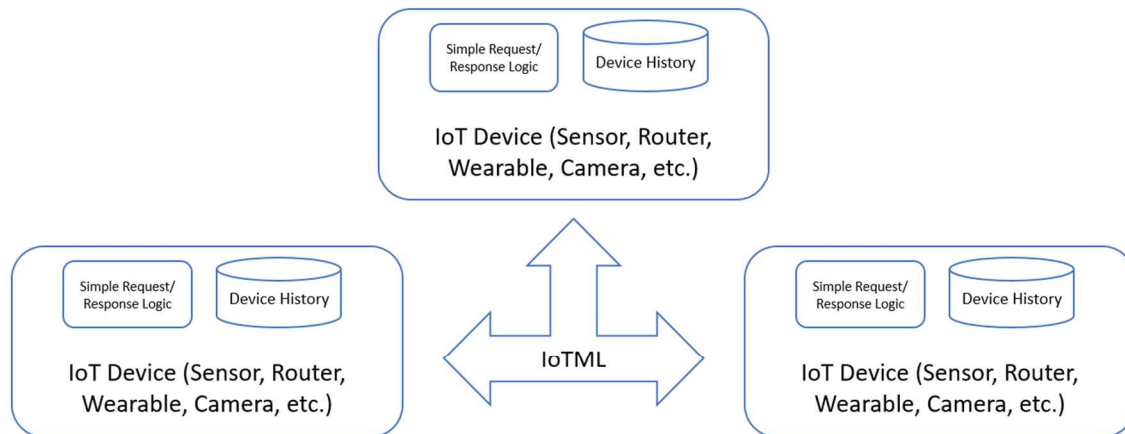 Simple Request/
Response Logic
Device History
IoT Device (Sensor, Router,
Wearable, Camera, etc.)
Simple Request/
Response Logic
Device History
IoT Device (Sensor, Router,
Wearable, Camera, etc.)
IoTML
Simple Request/
Response Logic
Device History
IoT Device (Sensor, Router,
Wearable, Camera, etc.)